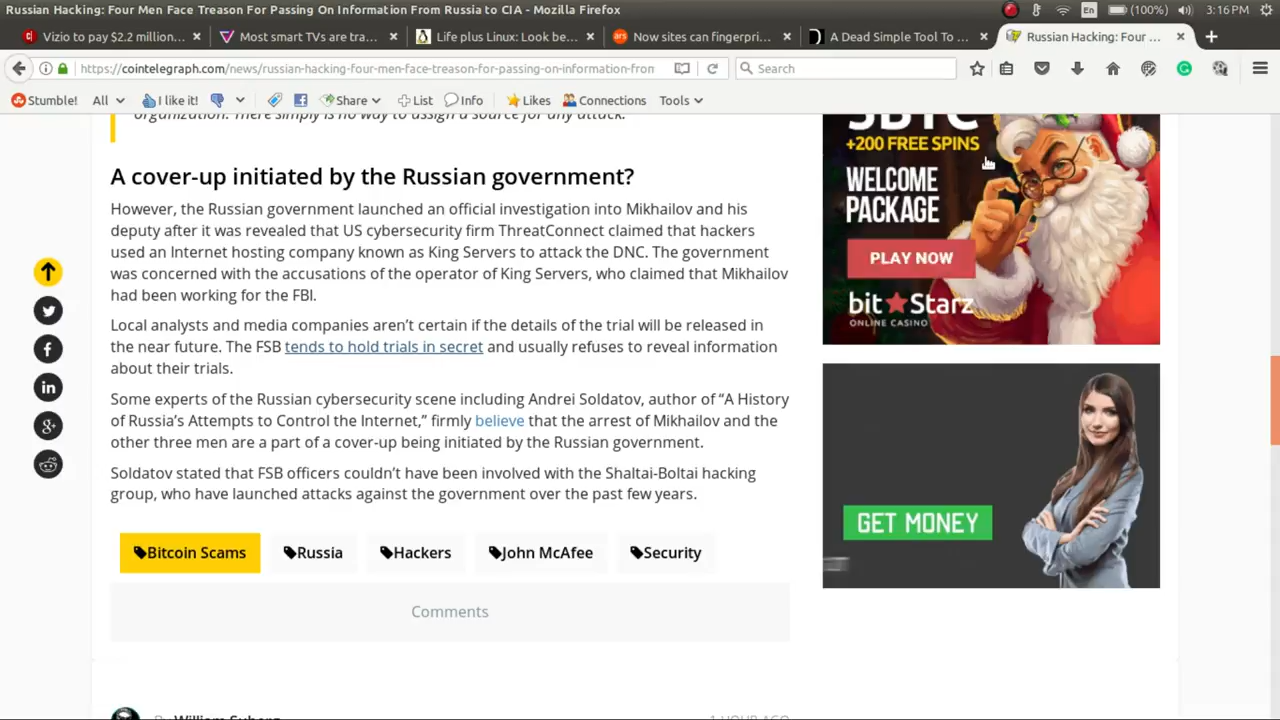 Russian Hacking: Four Men Face Treason For Passing On Information From Russia to CIA - Mozilla Firefox
En (100%) 3:16PM
Vizio to pay $2.2 million...
Most smart TVs are tra...
Life plus Linux: Look be...
Now sites can fingerpri...
A Dead Simple Tool To ...
Russian Hacking: Four ...
https://cointelegraph.com/news/russian-hacking-four-men-face-treason-for-passing-on-information-from
Search
Stumble! All I like it! Share List Info Likes Connections Tools
organization. There simply is no way to assign a source for any attack.
A cover-up initiated by the Russian government?
However, the Russian government launched an official investigation into Mikhailov and his
deputy after it was revealed that US cybersecurity firm ThreatConnect claimed that hackers
used an Internet hosting company known as King Servers to attack the DNC. The government
was concerned with the accusations of the operator of King Servers, who claimed that Mikhailov
had been working for the FBI.
Local analysts and media companies aren't certain if the details of the trial will be released in
the near future. The FSB tends to hold trials in secret and usually refuses to reveal information
about their trials.
Some experts of the Russian cybersecurity scene including Andrei Soldatov, author of “A History
of Russia's Attempts to Control the Internet,” firmly believe that the arrest of Mikhailov and the
other three men are a part of a cover-up being initiated by the Russian government.
Soldatov stated that FSB officers couldn't have been involved with the Shaltai-Boltai hacking
group, who have launched attacks against the government over the past few years.
Bitcoin Scams
Russia
Hackers
John McAfee
Security
Comments
5BTC
+200 FREE SPINS
WELCOME
PACKAGE
PLAY NOW
bit Starz
ONLINE CASINO
GET MONEY
By William Suberg
1 HOUR AGO